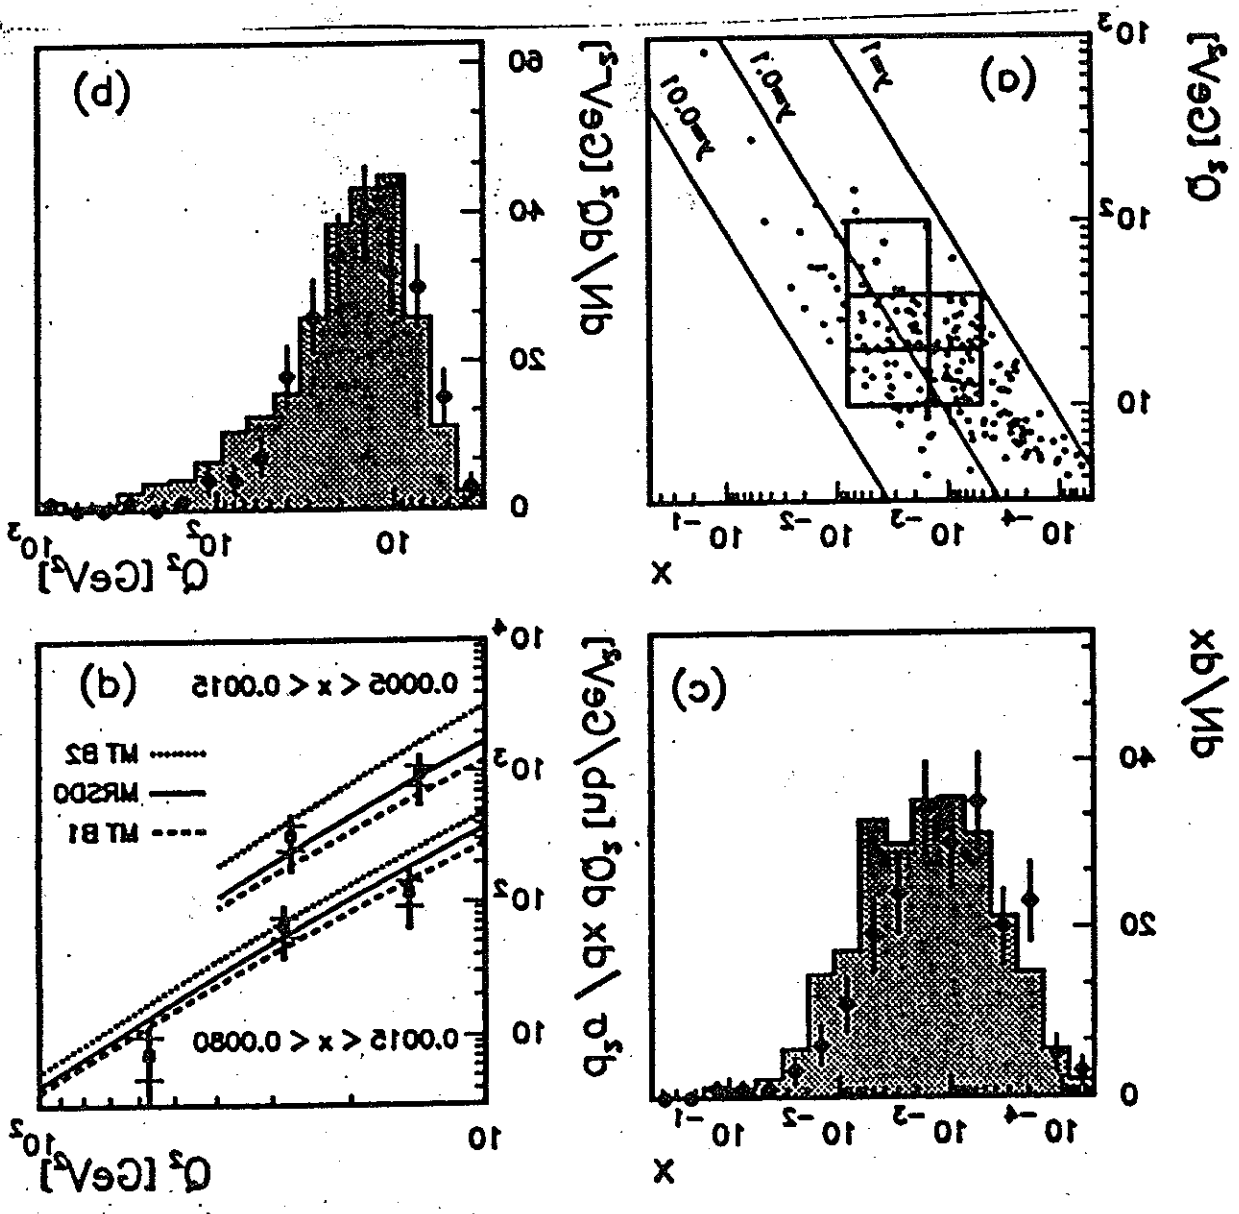 Q² [GeV²]
10³
10²
10
(a)
y=1
y=0.1
y=0.01
10⁻⁴
10⁻³
10⁻²
10⁻¹
x
dN/dQ² [GeV⁻²]
60
40
20
0
(b)
10
10²
10³
Q² [GeV²]
dN/dx
40
20
0
(c)
10⁻⁴
10⁻³
10⁻²
10⁻¹
x
d²σ/dx dQ² [nb/GeV²]
10⁴
10³
10²
10
0.0005 < x < 0.0015
(d)
MT B2
MRSD0
MT B1
0.0015 < x < 0.0080
10
10²
Q² [GeV²]